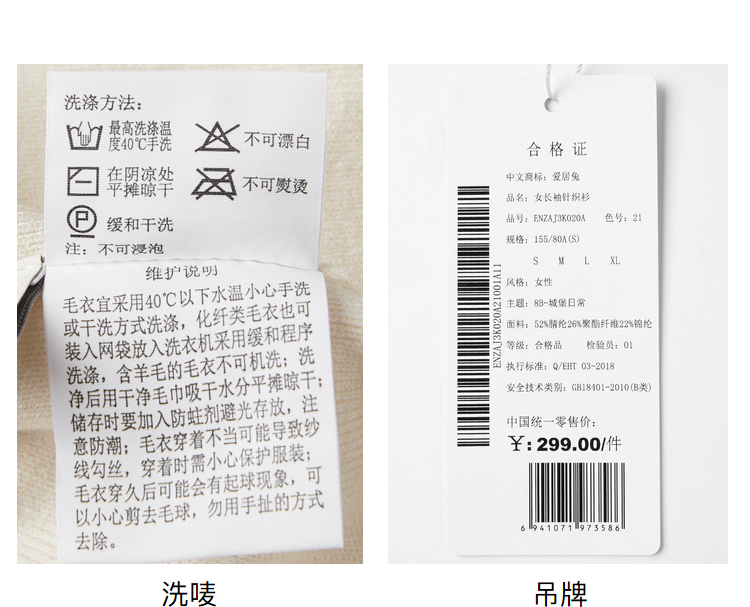 洗涤方法：
最高洗涤温
度40℃手洗
不可漂白
在阴凉处
平摊晾干
不可熨烫
P
缓和干洗
注：不可浸泡
维护说明
毛衣宜采用40℃以下水温小心手洗
或干洗方式洗涤，化纤类毛衣也可
装入网袋放入洗衣机采用缓和程序
洗涤，含羊毛的毛衣不可机洗；洗
净后用干净毛巾吸干水分平摊晾干；
储存时要加入防蛀剂避光存放，注
意防潮；毛衣穿着不当可能导致纱
线勾丝，穿着时需小心保护服装；
毛衣穿久后可能会有起球现象，可
以小心剪去毛球，勿用手扯的方式
去除。
洗唛
合格证
中文商标：爱居兔
品名：女长袖针织衫
品号：ENZAJ3K020A 色号：21
规格：155/80A(S)
S M L XL
风格：女性
主题：8B-城堡日常
面料：52%腈纶26%聚酯纤维22%锦纶
等级：合格品 检验员：01
执行标准：Q/EHT 03-2018
安全技术类别：GB18401-2010(B类)
ENZAJ3K020A21001A11
中国统一零售价：
¥:299.00/件
6 941071 973586
吊牌